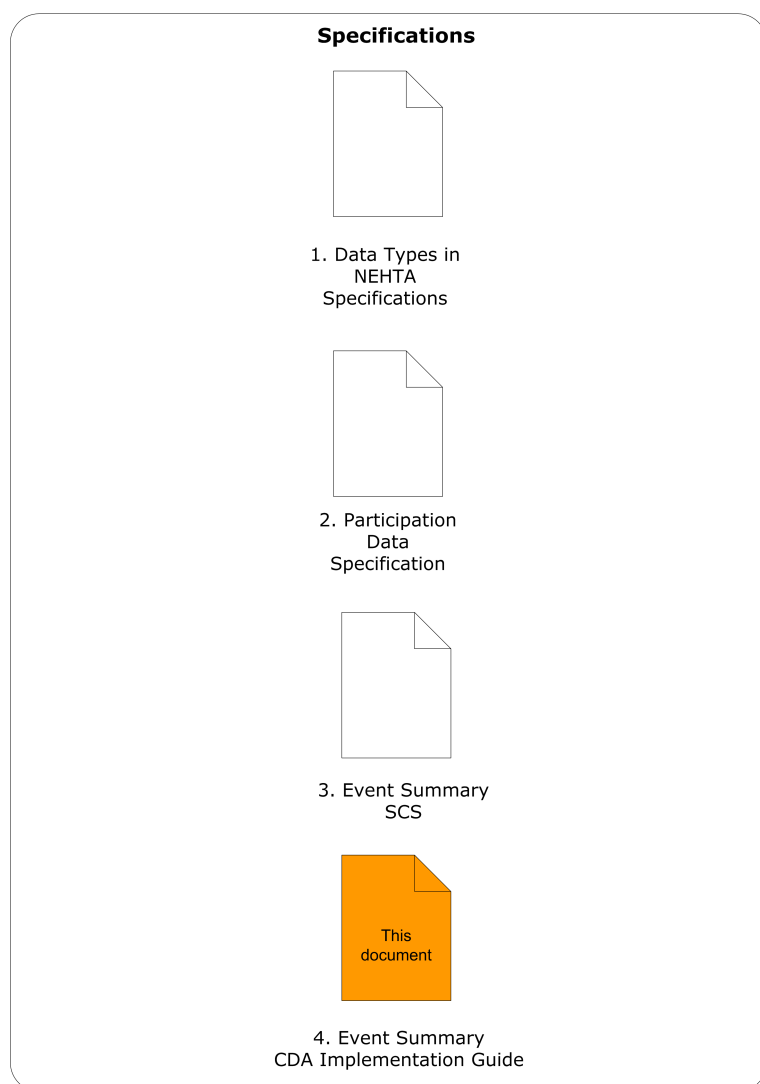 Specifications
1. Data Types in
NEHTA
Specifications
2. Participation
Data
Specification
3. Event Summary
SCS
This
document
4. Event Summary
CDA Implementation Guide